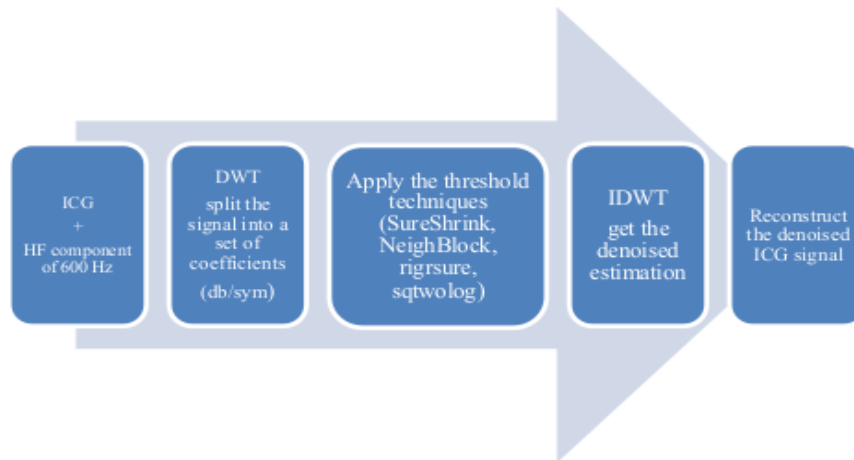 ICG
+
HF component
of 600 Hz
DWT
split the
signal into a
set of
coefficients
(db/sym)
Apply the threshold
techniques
(SureShrink,
NeighBlock,
rigrsure,
sqtwolog)
IDWT
get the
denoised
estimation
Reconstruct
the denoised
ICG signal